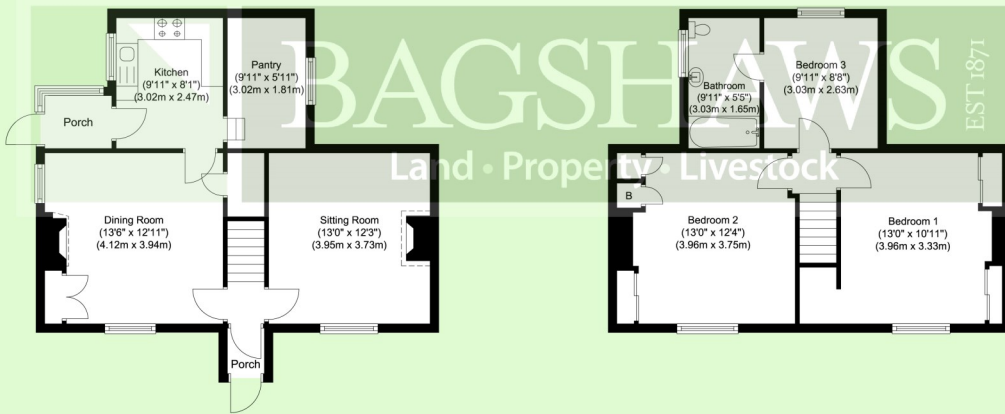 BAGSHAWS
EST 1871
Land · Property · Livestock
Kitchen
(9'11" x 8'1")
(3.02m x 2.47m)
Pantry
(9'11" x 5'11")
(3.02m x 1.81m)
Porch
Dining Room
(13'6" x 12'11")
(4.12m x 3.94m)
Sitting Room
(13'0" x 12'3")
(3.95m x 3.73m)
Porch
Bathroom
(9'11" x 5'5")
(3.03m x 1.65m)
Bedroom 3
(9'11" x 8'8")
(3.03m x 2.63m)
B
Bedroom 2
(13'0" x 12'4")
(3.96m x 3.75m)
Bedroom 1
(13'0" x 10'11")
(3.96m x 3.33m)